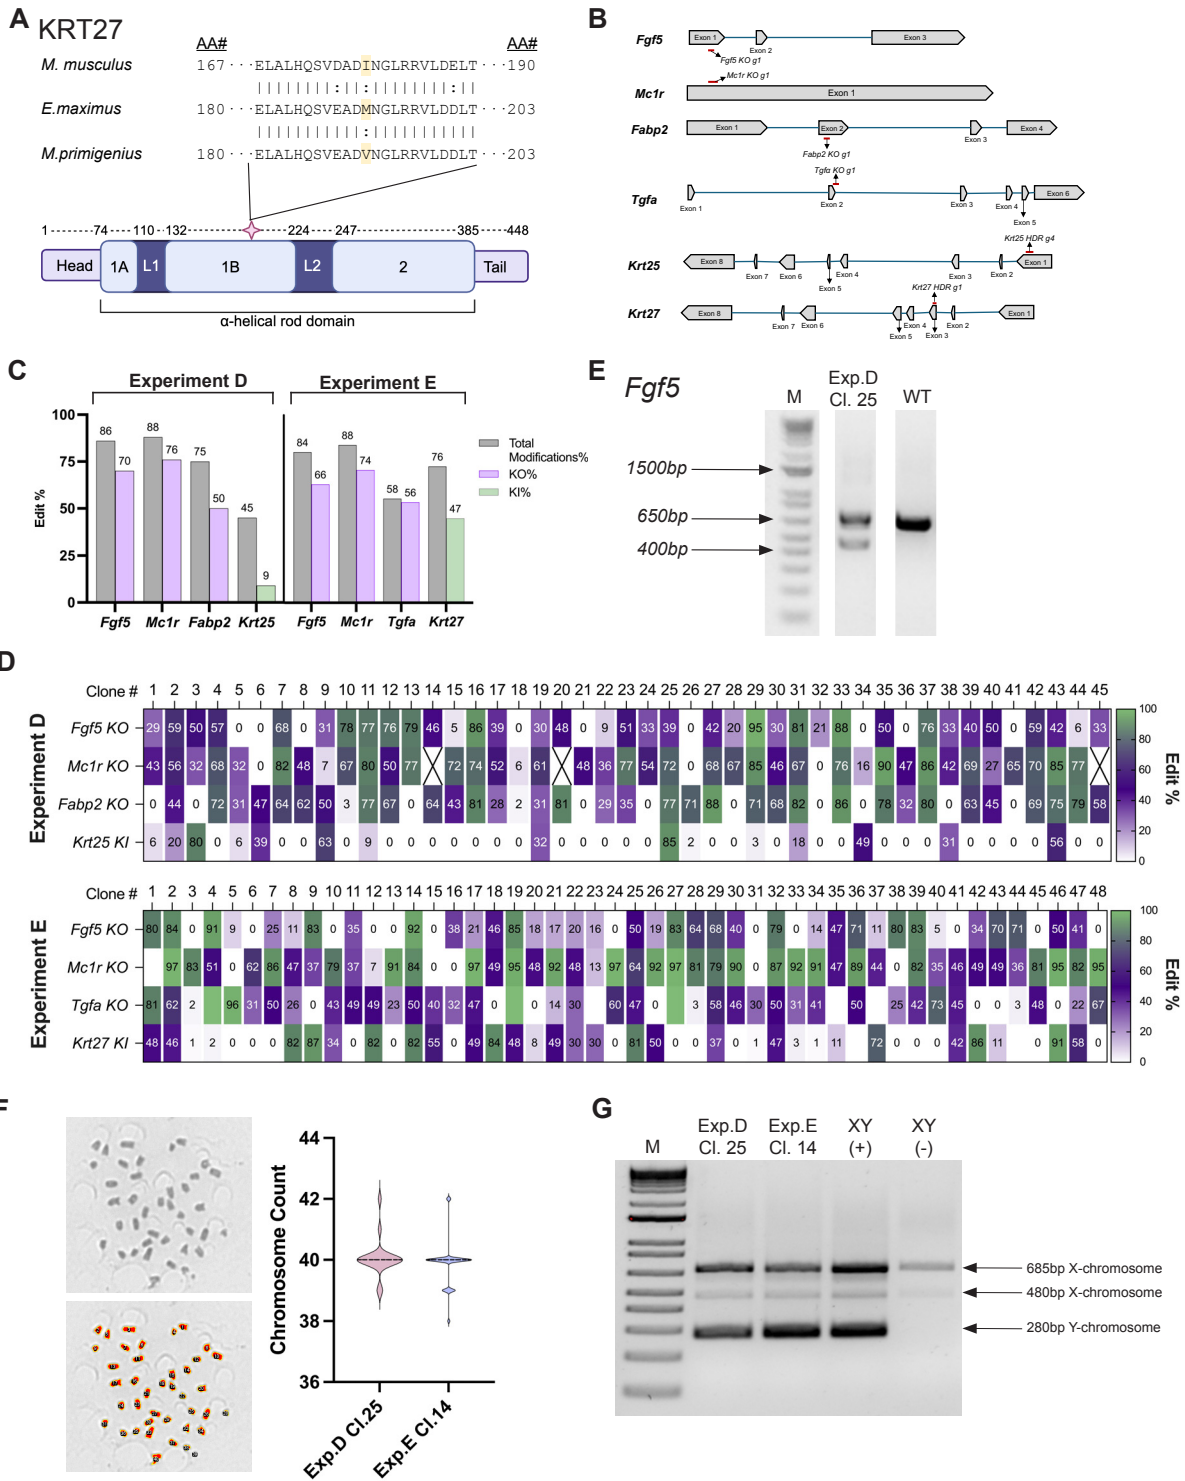 A
KRT27
AA#
AA#
M. musculus
167 ··· ELALHQSVDADINGLRRVLDELT ··· 190
E.maximus
180 ··· ELALHQSVEADMNGLRRVLDDLT ··· 203
M.primigenius
180 ··· ELALHQSVEADVNGLRRVLDDLT ··· 203
1 74 110 132 224 247 385 448
Head 1A L1 1B L2 2 Tail
α-helical rod domain
B
Fgf5
Exon 1
Exon 2
Exon 3
Fgf5 KO g1
Mc1r KO g1
Mc1r
Exon 1
Fabp2
Exon 1
Exon 2
Exon 3
Exon 4
Fabp2 KO g1
Tgfα KO g1
Tgfa
Exon 1
Exon 2
Exon 3
Exon 4
Exon 5
Exon 6
Krt25 HDR g4
Krt25
Exon 8
Exon 7
Exon 6
Exon 5
Exon 4
Exon 3
Exon 2
Exon 1
Krt27 HDR g1
Krt27
Exon 8
Exon 7
Exon 6
Exon 5
Exon 4
Exon 3
Exon 2
Exon 1
C
Experiment D
Experiment E
Edit %
100
75
50
25
0
86 70 88 76 75 50 45 9
84 66 88 74 58 56 76 47
Fgf5 Mc1r Fabp2 Krt25
Fgf5 Mc1r Tgfa Krt27
Total
Modifications%
KO%
KI%
E
Fgf5
M
Exp.D
Cl. 25
WT
1500bp
650bp
400bp
D
Experiment D
Clone # 1 2 3 4 5 6 7 8 9 10 11 12 13 14 15 16 17 18 19 20 21 22 23 24 25 26 27 28 29 30 31 32 33 34 35 37 38 39 40 41 42 43 44 45
Fgf5 KO 29 59 50 57 0 0 68 0 31 78 77 76 79 46 5 86 39 0 30 48 0 9 51 33 39 0 42 20 95 30 81 21 83 0 50 0 76 33 40 50 0 59 42 6 33
Mc1r KO 43 56 32 68 32 0 82 48 7 67 80 50 77 72 74 52 6 61 48 36 77 54 72 0 68 67 86 46 67 74 16 90 47 86 42 69 27 65 70 85 77
Fabp2 KO 0 44 0 72 31 47 64 62 50 3 77 67 0 64 43 81 28 2 31 81 0 29 35 0 77 71 88 0 71 68 82 0 86 0 78 32 80 0 63 45 0 69 75 79 58
Krt25 KI 6 20 80 0 6 39 0 0 63 0 9 0 0 0 0 0 0 0 32 0 0 0 0 0 85 2 0 0 3 0 18 0 0 49 0 0 0 31 0 0 0 0 56 0 0
100
80
60
40
20
0
Edit %
Experiment E
Clone # 1 2 3 4 5 6 7 8 9 10 11 12 13 14 15 16 17 18 19 20 21 22 23 24 25 26 27 28 29 30 31 32 33 34 35 36 37 38 39 40 41 42 43 44 45 46 47 48
Fgf5 KO 80 84 0 91 9 0 25 11 83 0 35 0 0 92 0 38 21 46 85 18 17 20 16 0 50 19 83 64 68 40 0 79 0 14 47 71 11 80 83 5 0 34 70 71 0 50 41 0
Mc1r KO 97 83 51 0 62 86 47 37 79 37 7 91 84 0 0 97 49 95 48 92 48 13 97 64 92 97 81 79 90 0 87 92 91 36 89 44 0 82 35 46 49 49 36 81 95 82 95
Tgfa KO 81 62 2 96 31 50 26 0 43 49 49 23 50 40 32 47 0 0 14 30 0 60 47 0 3 58 46 30 50 31 41 50 0 25 42 73 45 0 0 3 48 0 22 67
Krt27 KI 48 46 1 2 0 0 0 82 87 34 0 82 0 82 55 0 49 84 48 8 49 30 30 0 81 50 0 0 37 0 1 47 3 1 11 0 72 0 0 0 42 86 11 0 0 91 58 0
100
80
60
40
20
0
Edit %
F
Chromosome Count
44
42
40
38
36
Exp.D Cl.25
Exp.E Cl.14
G
M
Exp.D
Cl. 25
Exp.E
Cl. 14
XY
(+)
XY
(-)
685bp X-chromosome
480bp X-chromosome
280bp Y-chromosome